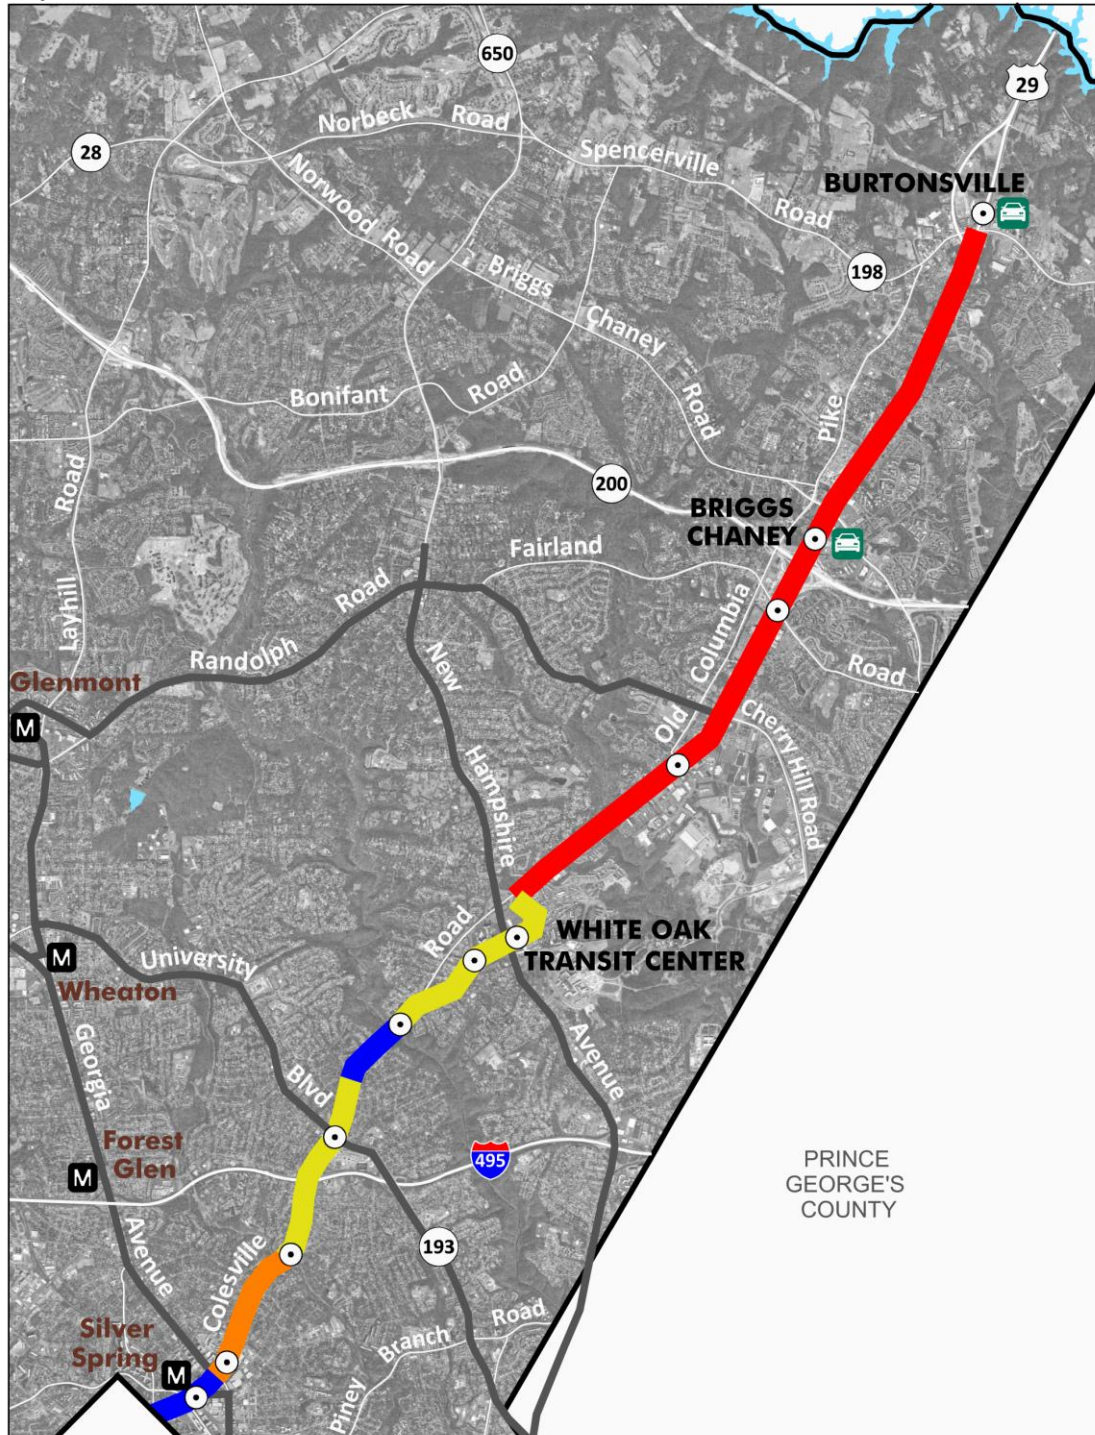 650
29
28
Norbeck Road
Spencerville Road
BURTONSVILLE
Norwood Road
198
Briggs Chaney Road
Bonifant Road
Pike
200
BRIGGS
CHANEY
Layhill Road
Fairland Road
Randolph Road
Old Columbia
Glenmont
M
New Hampshire Avenue
Cherry Hill Road
WHITE OAK
TRANSIT CENTER
Road
University Blvd
M
Wheaton
Georgia Avenue
Forest
Glen
M
495
PRINCE
GEORGE'S
COUNTY
Colesville
193
Silver
Spring
M
Piney Branch Road